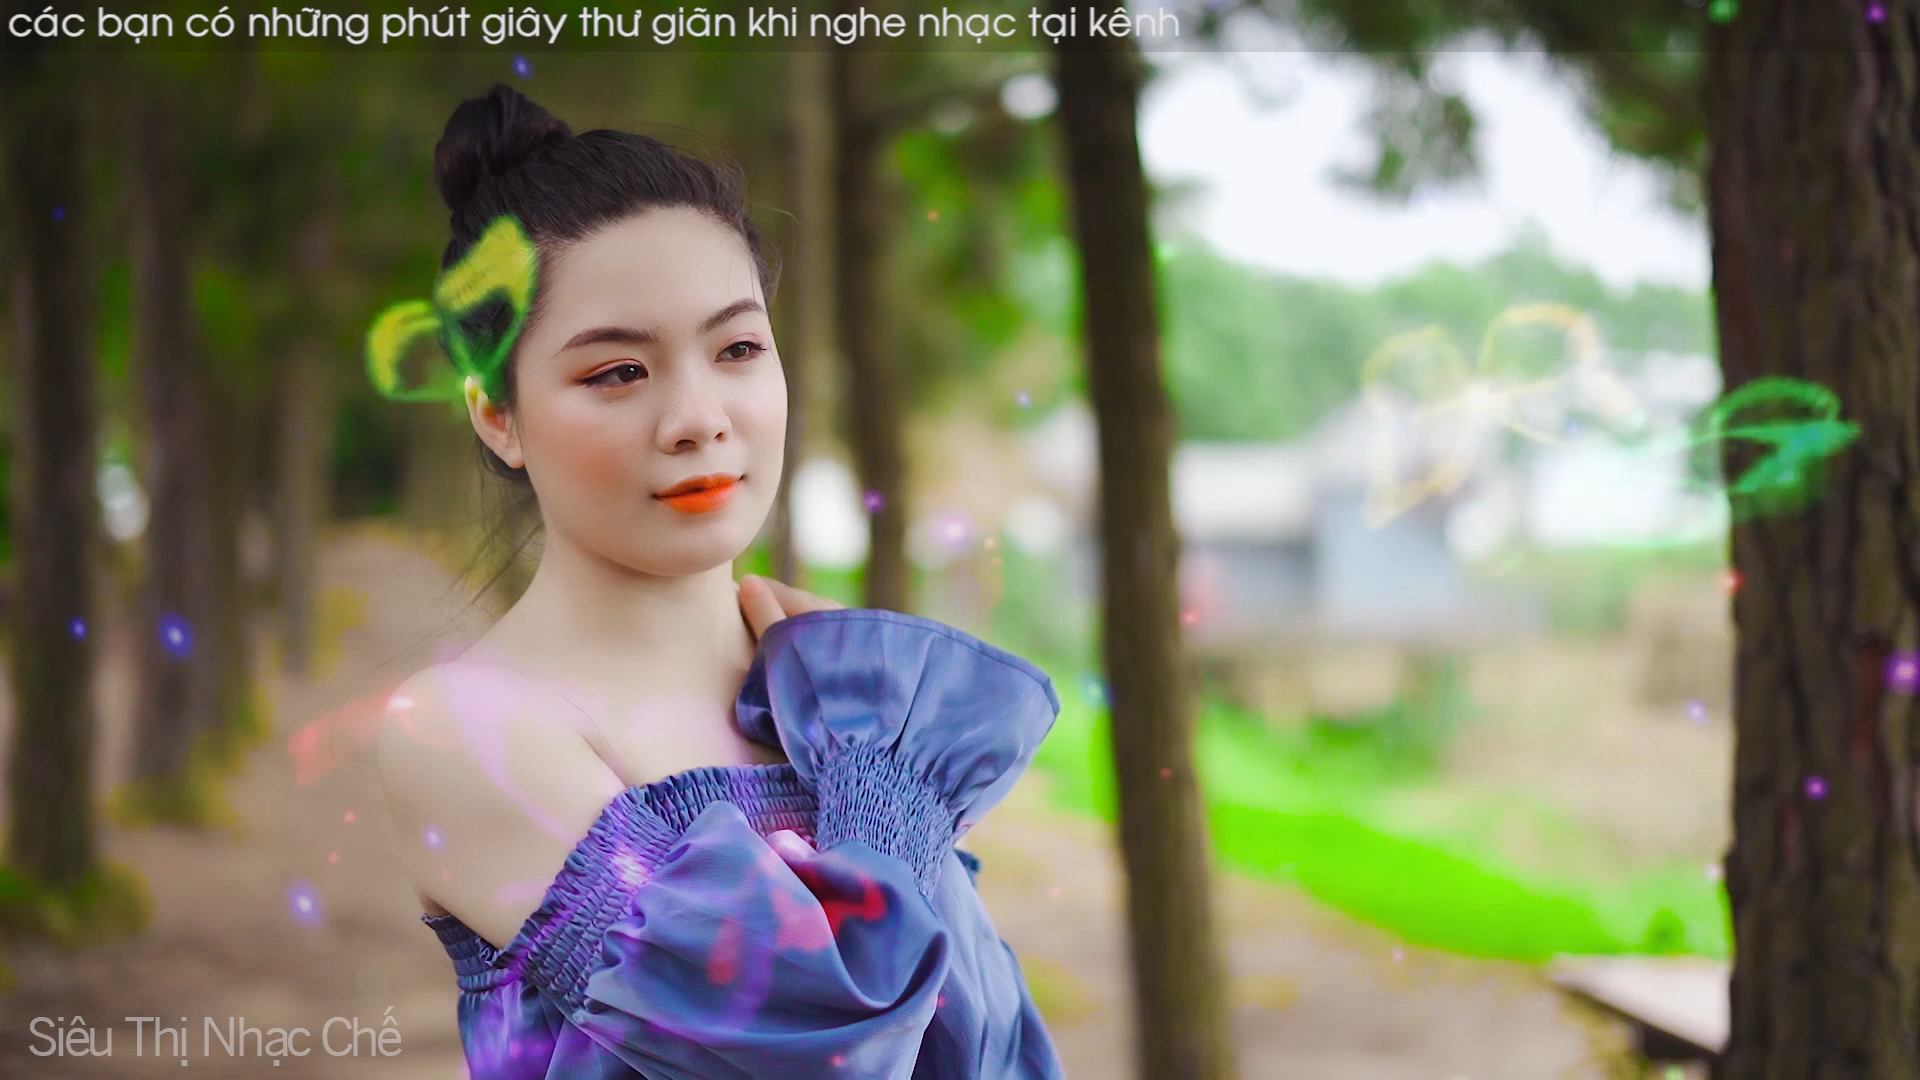 các bạn có những phút giây thư giãn khi nghe nhạc tại kênh
Siêu Thị Nhạc Chế